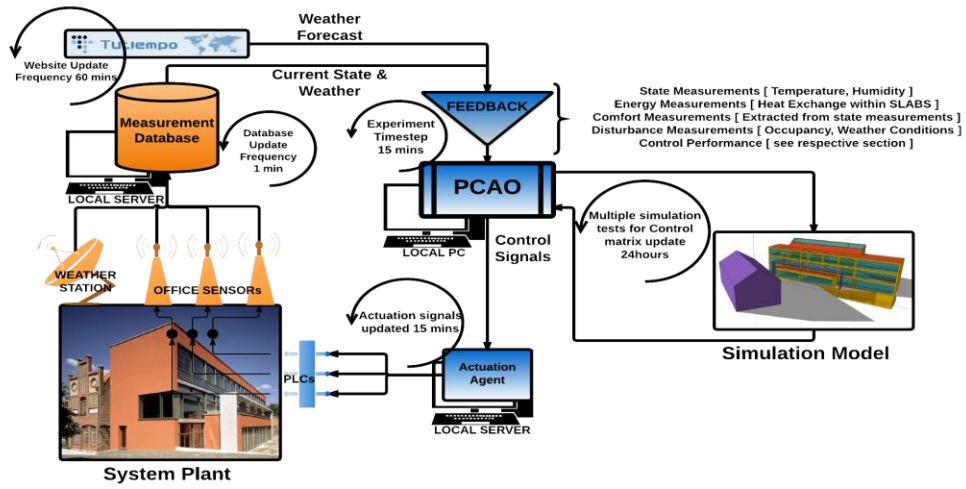 Weather
Forecast
Tutiempo
Website Update
Frequency 60 mins
Current State &
Weather
Measurement
Database
Database
Update
Frequency
1 min
LOCAL SERVER
FEEDBACK
Experiment
Timestep
15 mins
State Measurements [ Temperature, Humidity ]
Energy Measurements [ Heat Exchange within SLABS ]
Comfort Measurements [ Extracted from state measurements ]
Disturbance Measurements [ Occupancy, Weather Conditions ]
Control Performance [ see respective section ]
PCAO
LOCAL PC
Control
Signals
Multiple simulation
tests for Control
matrix update
24hours
Simulation Model
WEATHER
STATION
OFFICE SENSORs
Actuation signals
updated 15 mins
PLCs
Actuation
Agent
LOCAL SERVER
System Plant